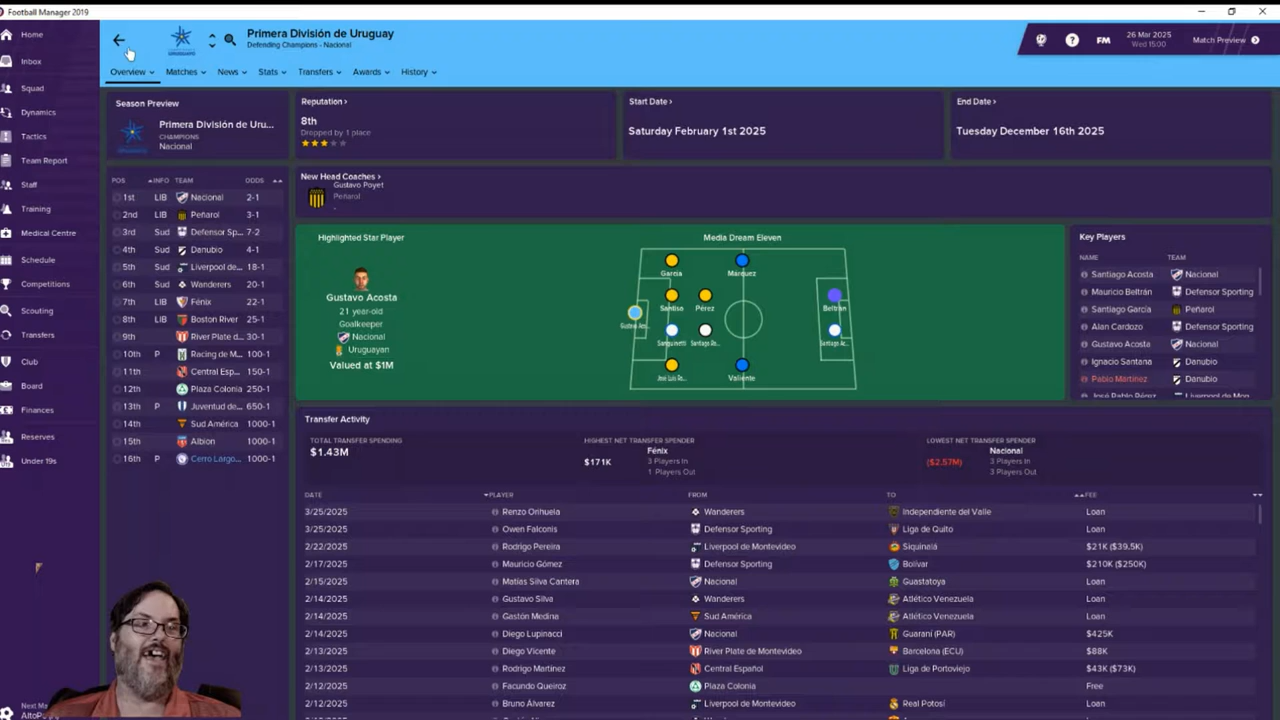 Football Manager 2019
Home
Inbox
Squad
Dynamics
Tactics
Team Report
Staff
Training
Medical Centre
Schedule
Competitions
Scouting
Transfers
Club
Board
Finances
Reserves
Under 19s
Next Ma
Primera División de Uruguay
Defending Champions - Nacional
Overview
Matches
News
Stats
Transfers
Awards
History
FM
26 Mar 2025
Wed 15:00
Match Preview
Season Preview
Primera División de Uru...
CHAMPIONS
Nacional
Reputation >
8th
Dropped by 1 place
Start Date >
Saturday February 1st 2025
End Date >
Tuesday December 16th 2025
POS INFO TEAM ODDS
1st LIB Nacional 2-1
2nd LIB Peñarol 3-1
3rd Sud Defensor Sp... 7-2
4th Sud Danubio 4-1
5th Sud Liverpool de... 18-1
6th Sud Wanderers 20-1
7th LIB Fénix 22-1
8th LIB Boston River 25-1
9th River Plate d... 30-1
10th P Racing de M... 100-1
11th Central Esp... 150-1
12th Plaza Colonia 250-1
13th P Juventud de... 650-1
14th Sud América 1000-1
15th Albion 1000-1
16th P Cerro Largo... 1000-1
New Head Coaches >
Gustavo Poyet
Peñarol
Highlighted Star Player
Gustavo Acosta
21 year-old
Goalkeeper
Nacional
Uruguayan
Valued at $1M
Media Dream Eleven
García
Márquez
Santiso
Pérez
Beltrán
Sanguinetti
Santiago Ac...
Valiente
Key Players
NAME TEAM
Santiago Acosta Nacional
Mauricio Beltrán Defensor Sporting
Santiago García Peñarol
Alan Cardozo Defensor Sporting
Gustavo Acosta Nacional
Ignacio Santana Danubio
Pablo Martínez Danubio
José Pablo Pérez Liverpool de Mon...
Transfer Activity
TOTAL TRANSFER SPENDING
$1.43M
HIGHEST NET TRANSFER SPENDER
$171K
Fénix
3 Players In
1 Players Out
LOWEST NET TRANSFER SPENDER
($2.57M)
Nacional
3 Players In
3 Players Out
DATE PLAYER FROM TO FEE
3/25/2025 Renzo Orihuela Wanderers Independiente del Valle Loan
3/25/2025 Owen Falconis Defensor Sporting Liga de Quito Loan
2/22/2025 Rodrigo Pereira Liverpool de Montevideo Siquinalá $21K ($39.5K)
2/17/2025 Mauricio Gómez Defensor Sporting Bolívar $210K ($250K)
2/15/2025 Matías Silva Cantera Nacional Guastatoya Loan
2/14/2025 Gustavo Silva Wanderers Atlético Venezuela Loan
2/14/2025 Gastón Medina Sud América Atlético Venezuela Loan
2/14/2025 Diego Lupinacci Nacional Guaraní (PAR) $425K
2/13/2025 Diego Vicente River Plate de Montevideo Barcelona (ECU) $88K
2/13/2025 Rodrigo Martínez Central Español Liga de Portoviejo $43K ($73K)
2/12/2025 Facundo Queiroz Plaza Colonia Free
2/12/2025 Bruno Álvarez Liverpool de Montevideo Real Potosí Loan